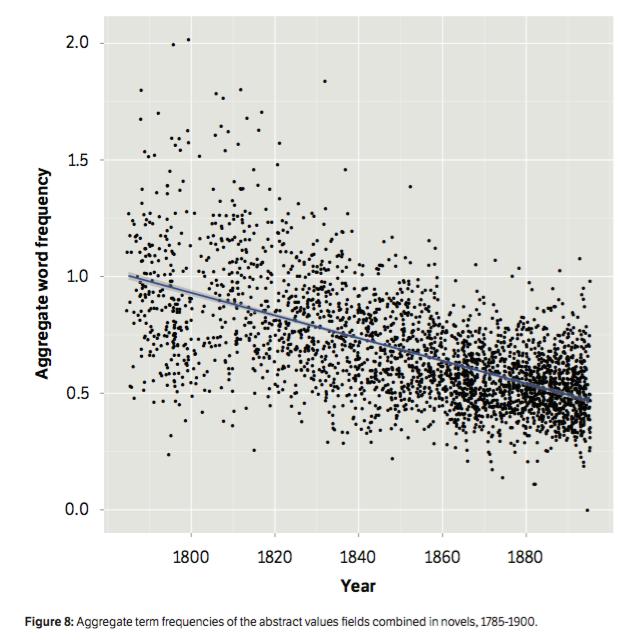 2.0
1.5
1.0
0.5
0.0
Aggregate word frequency
1800 1820 1840 1860 1880
Year
Figure 8: Aggregate term frequencies of the abstract values fields combined in novels, 1785-1900.